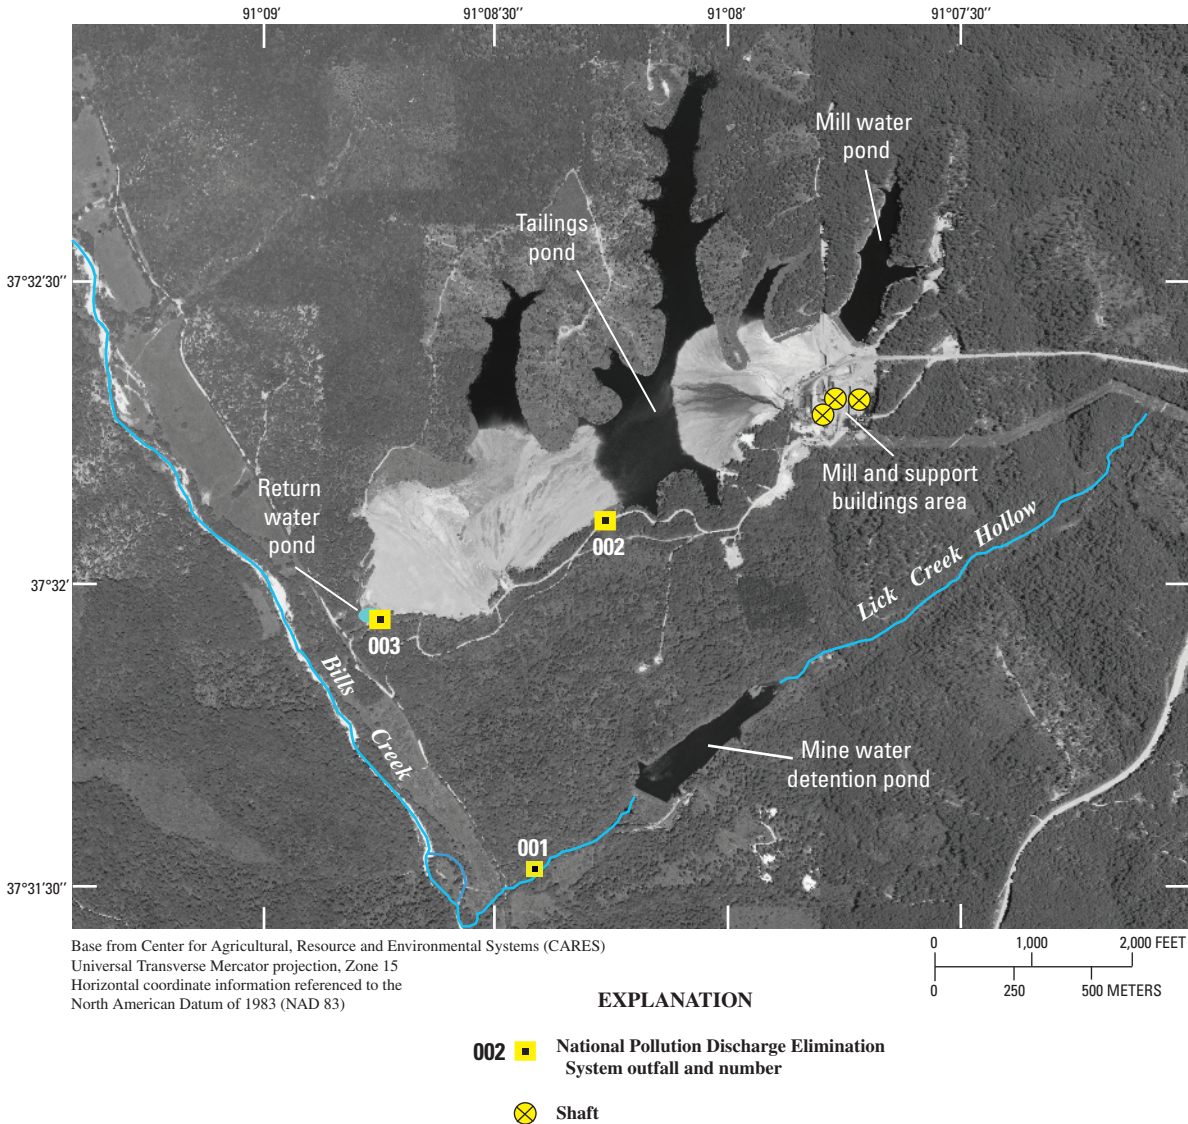 91°09'
91°08'30"
91°08'
91°07'30"
Mill water
pond
Tailings
pond
37°32'30"
Mill and support
buildings area
Return
water
pond
002
Lick Creek Hollow
37°32'
003
Bills
Creek
Mine water
detention pond
001
37°31'30"
Base from Center for Agricultural, Resource and Environmental Systems (CARES)
Universal Transverse Mercator projection, Zone 15
Horizontal coordinate information referenced to the
North American Datum of 1983 (NAD 83)
0 1,000 2,000 FEET
0 250 500 METERS
EXPLANATION
002 National Pollution Discharge Elimination
System outfall and number
Shaft